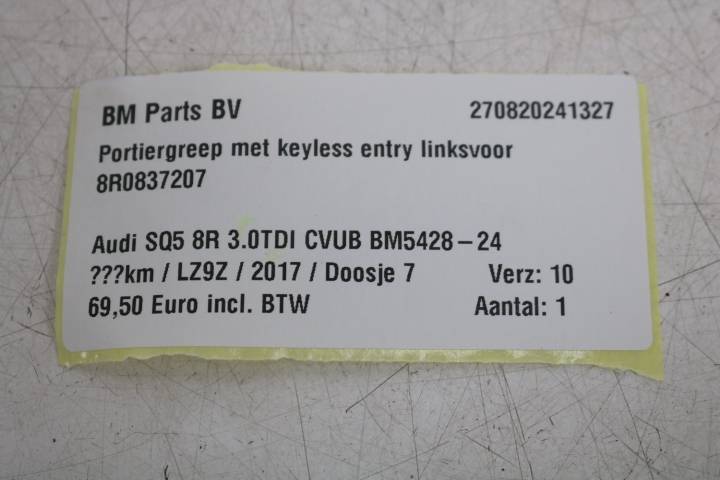 BM Parts BV 270820241327
Portiergreep met keyless entry linksvoor
8R0837207
Audi SQ5 8R 3.0TDI CVUB BM5428-24
???km / LZ9Z / 2017 / Doosje 7 Verz: 10
69,50 Euro incl. BTW Aantal: 1